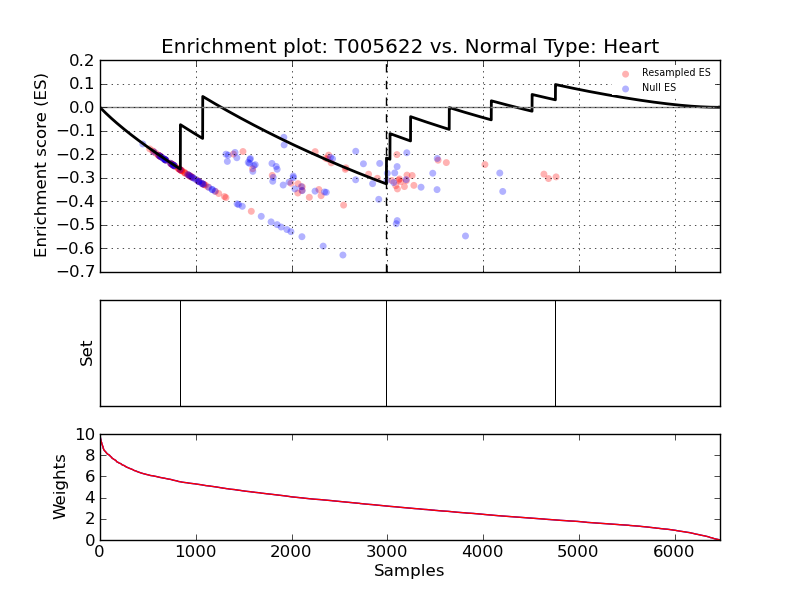 Enrichment plot: T005622 vs. Normal Type: Heart
Enrichment score (ES)
0.2
0.1
0.0
−0.1
−0.2
−0.3
−0.4
−0.5
−0.6
−0.7
Resampled ES
Null ES
Set
Weights
10
8
6
4
2
0
0 1000 2000 3000 4000 5000 6000
Samples